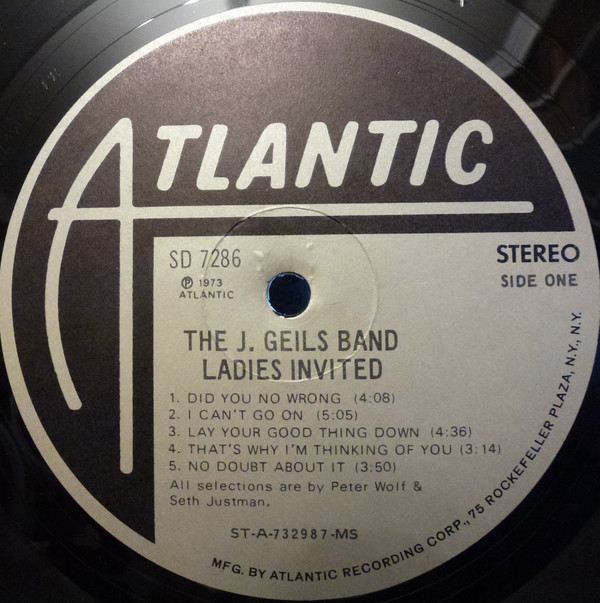 ATLANTIC
SD 7286
℗ 1973
ATLANTIC
STEREO
SIDE ONE
THE J. GEILS BAND
LADIES INVITED
1. DID YOU NO WRONG (4:08)
2. I CAN'T GO ON (5:05)
3. LAY YOUR GOOD THING DOWN (4:36)
4. THAT'S WHY I'M THINKING OF YOU (3:14)
5. NO DOUBT ABOUT IT (3:50)
All selections are by Peter Wolf &
Seth Justman.
ST-A-732987-MS
MFG. BY ATLANTIC RECORDING CORP., 75 ROCKEFELLER PLAZA, N.Y., N.Y.